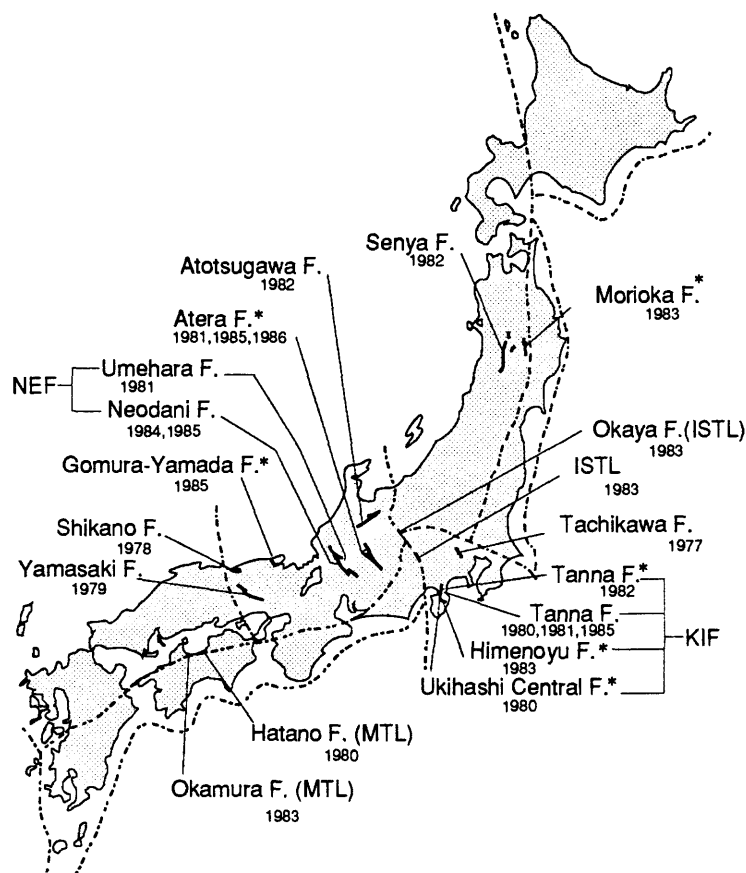 Senya F.
1982
Atotsugawa F.
1982
Morioka F.*
1983
Atera F.*
1981,1985,1986
Umehara F.
1981
NEF
Neodani F.
1984,1985
Okaya F.(ISTL)
1983
Gomura-Yamada F.*
1985
ISTL
1983
Shikano F.
1978
Tachikawa F.
1977
Yamasaki F.
1979
Tanna F.*
1982
Tanna F.
1980,1981,1985
KIF
Himenoyu F.*
1983
Ukihashi Central F.*
1980
Hatano F. (MTL)
1980
Okamura F. (MTL)
1983